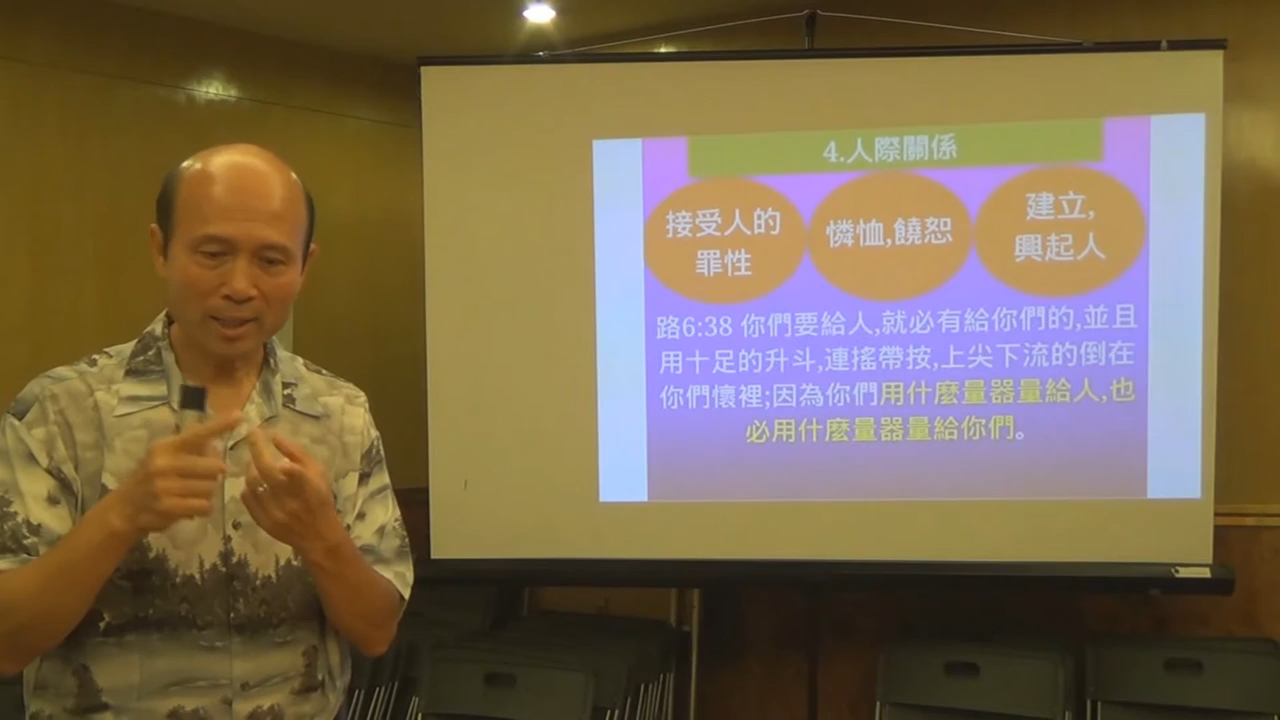 4.人際關係
接受人的
罪性
憐恤,饒恕
建立,
興起人
路6:38 你們要給人,就必有給你們的,並且
用十足的升斗,連搖帶按,上尖下流的倒在
你們懷裡;因為你們用什麼量器量給人,也
必用什麼量器量給你們。